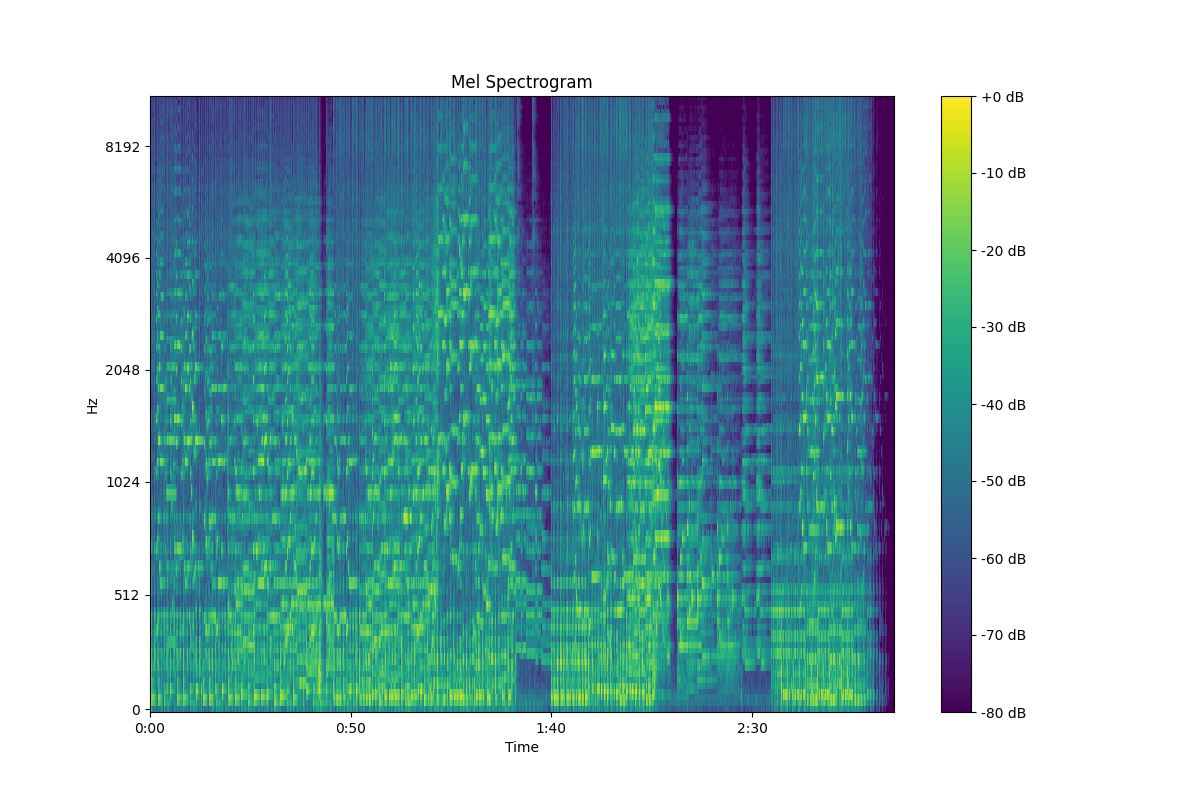 Mel Spectrogram
Hz
8192
4096
2048
1024
512
0
0:00
0:50
1:40
2:30
Time
+0 dB
-10 dB
-20 dB
-30 dB
-40 dB
-50 dB
-60 dB
-70 dB
-80 dB